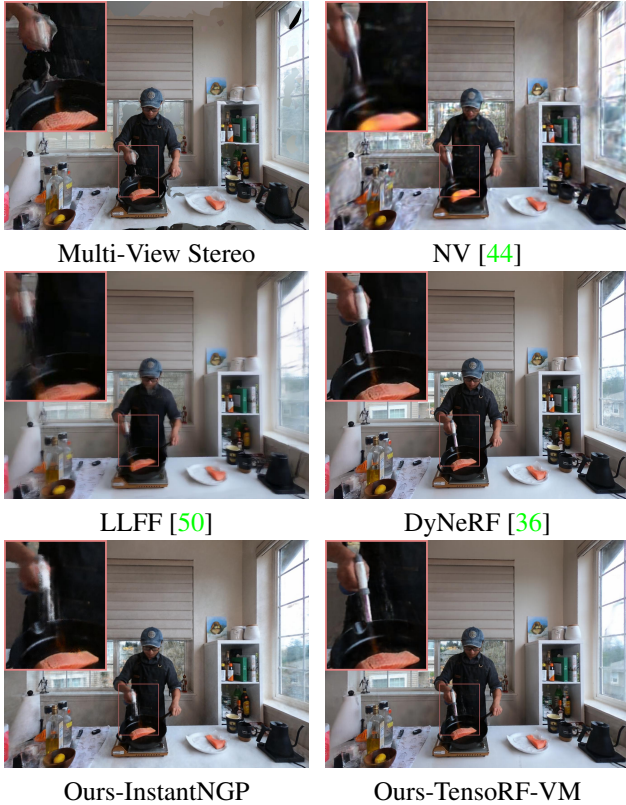 Multi-View Stereo
NV [44]
LLFF [50]
DyNeRF [36]
Ours-InstantNGP
Ours-TensoRF-VM